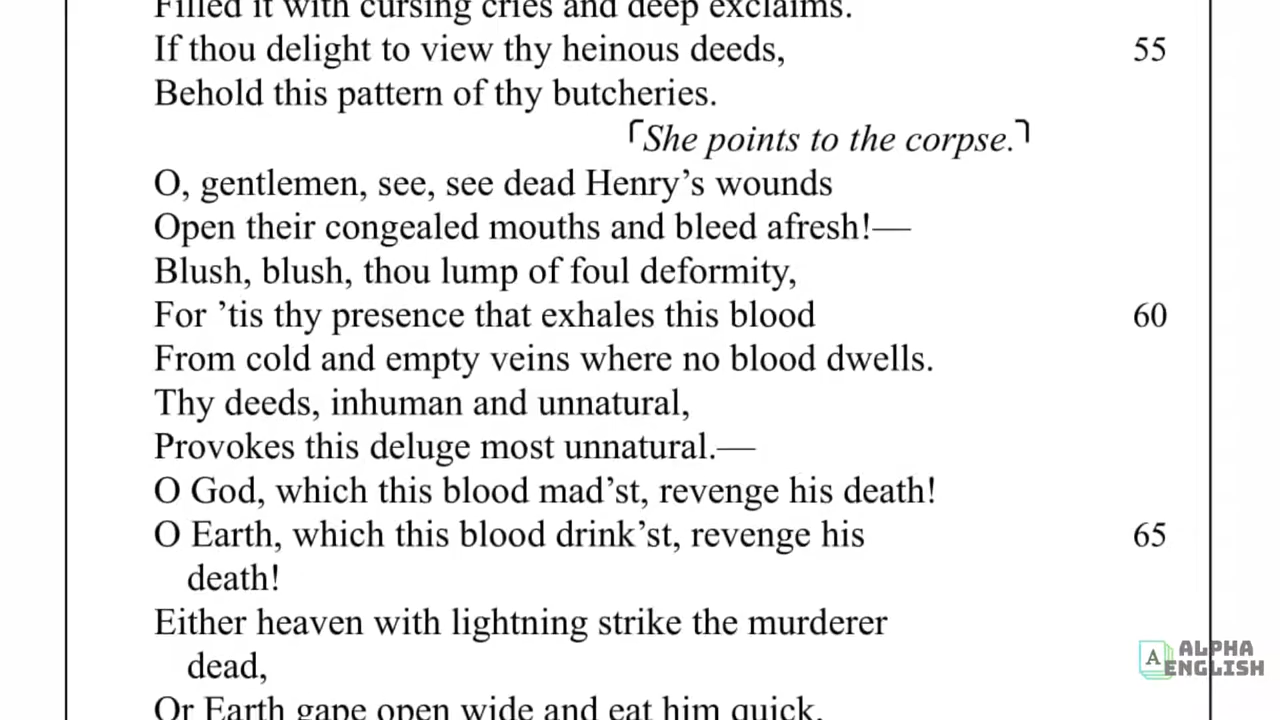 Filled it with cursing cries and deep exclaims.
If thou delight to view thy heinous deeds, 55
Behold this pattern of thy butcheries.
⌜She points to the corpse.⌝
O, gentlemen, see, see dead Henry’s wounds
Open their congealed mouths and bleed afresh!—
Blush, blush, thou lump of foul deformity,
For ’tis thy presence that exhales this blood 60
From cold and empty veins where no blood dwells.
Thy deeds, inhuman and unnatural,
Provokes this deluge most unnatural.—
O God, which this blood mad’st, revenge his death!
O Earth, which this blood drink’st, revenge his 65
death!
Either heaven with lightning strike the murderer
dead,
Or Earth gape open wide and eat him quick,
A ALPHA
ENGLISH